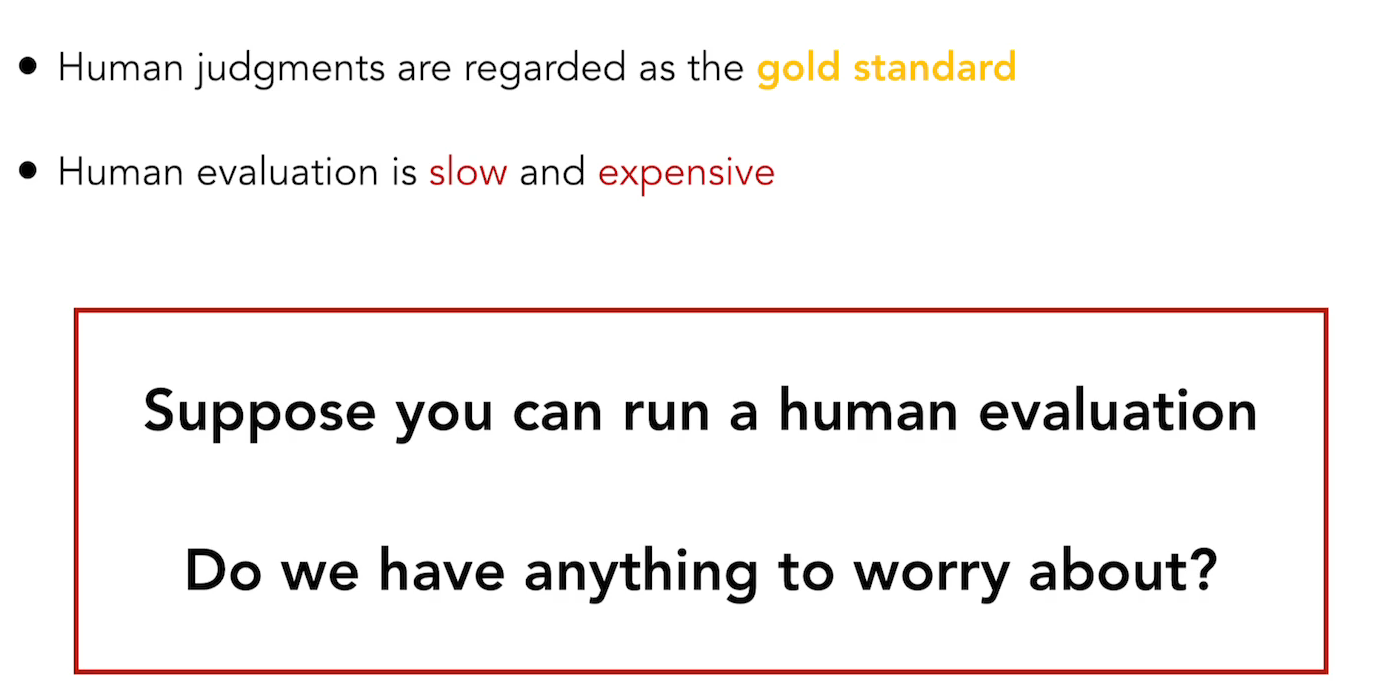 • Human judgments are regarded as the gold standard
• Human evaluation is slow and expensive
Suppose you can run a human evaluation
Do we have anything to worry about?